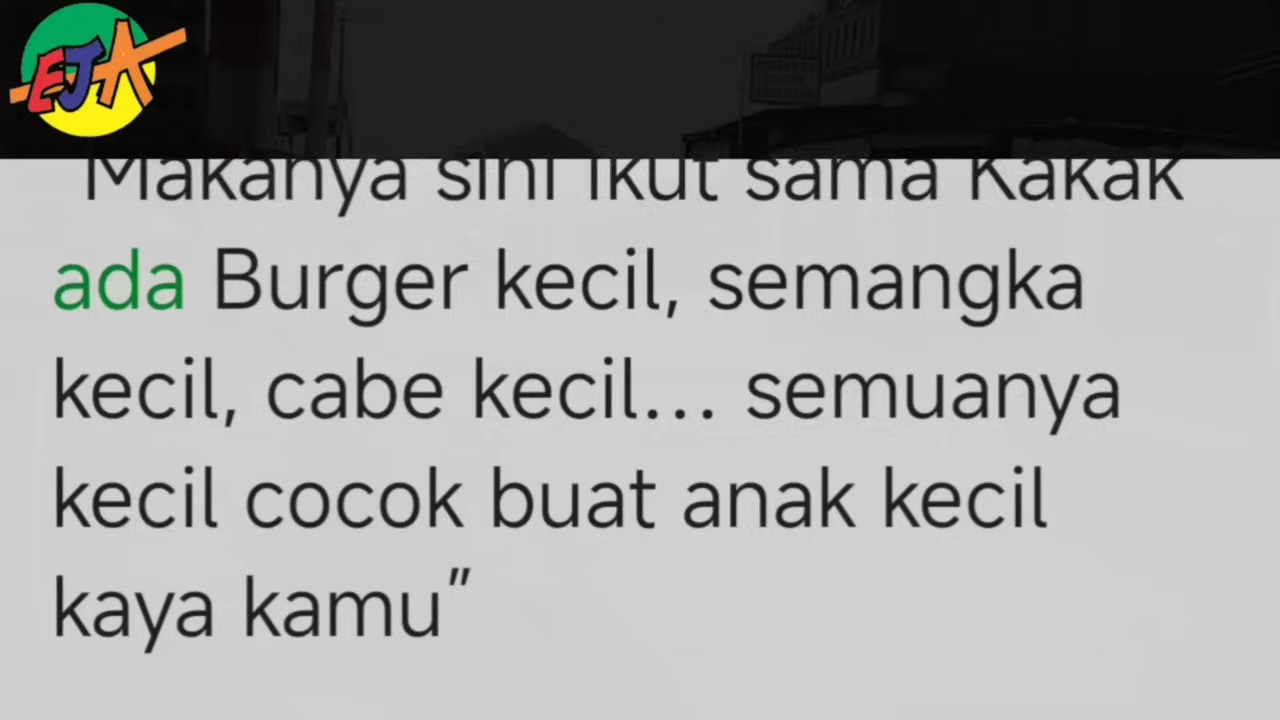 EJA
Makanya sini ikut sama Kakak
ada Burger kecil, semangka
kecil, cabe kecil... semuanya
kecil cocok buat anak kecil
kaya kamu”